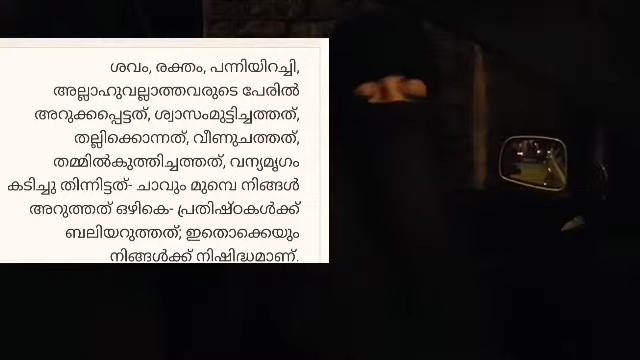 ശവം, രക്തം, പന്നിയിറച്ചി,
അല്ലാഹുവല്ലാത്തവരുടെ പേരിൽ
അറുക്കപ്പെട്ടത്, ശ്വാസംമുട്ടിച്ചത്തത്,
തല്ലിക്കൊന്നത്, വീണുചത്തത്,
തമ്മിൽകുത്തിച്ചത്തത്, വന്യമൃഗം
കടിച്ചു തിന്നിട്ടത്- ചാവും മുമ്പെ നിങ്ങൾ
അറുത്തത് ഒഴികെ- പ്രതിഷ്ഠകൾക്ക്
ബലിയറുത്തത്; ഇതൊക്കെയും
നിങ്ങൾക്ക് നിഷിദ്ധമാണ്.